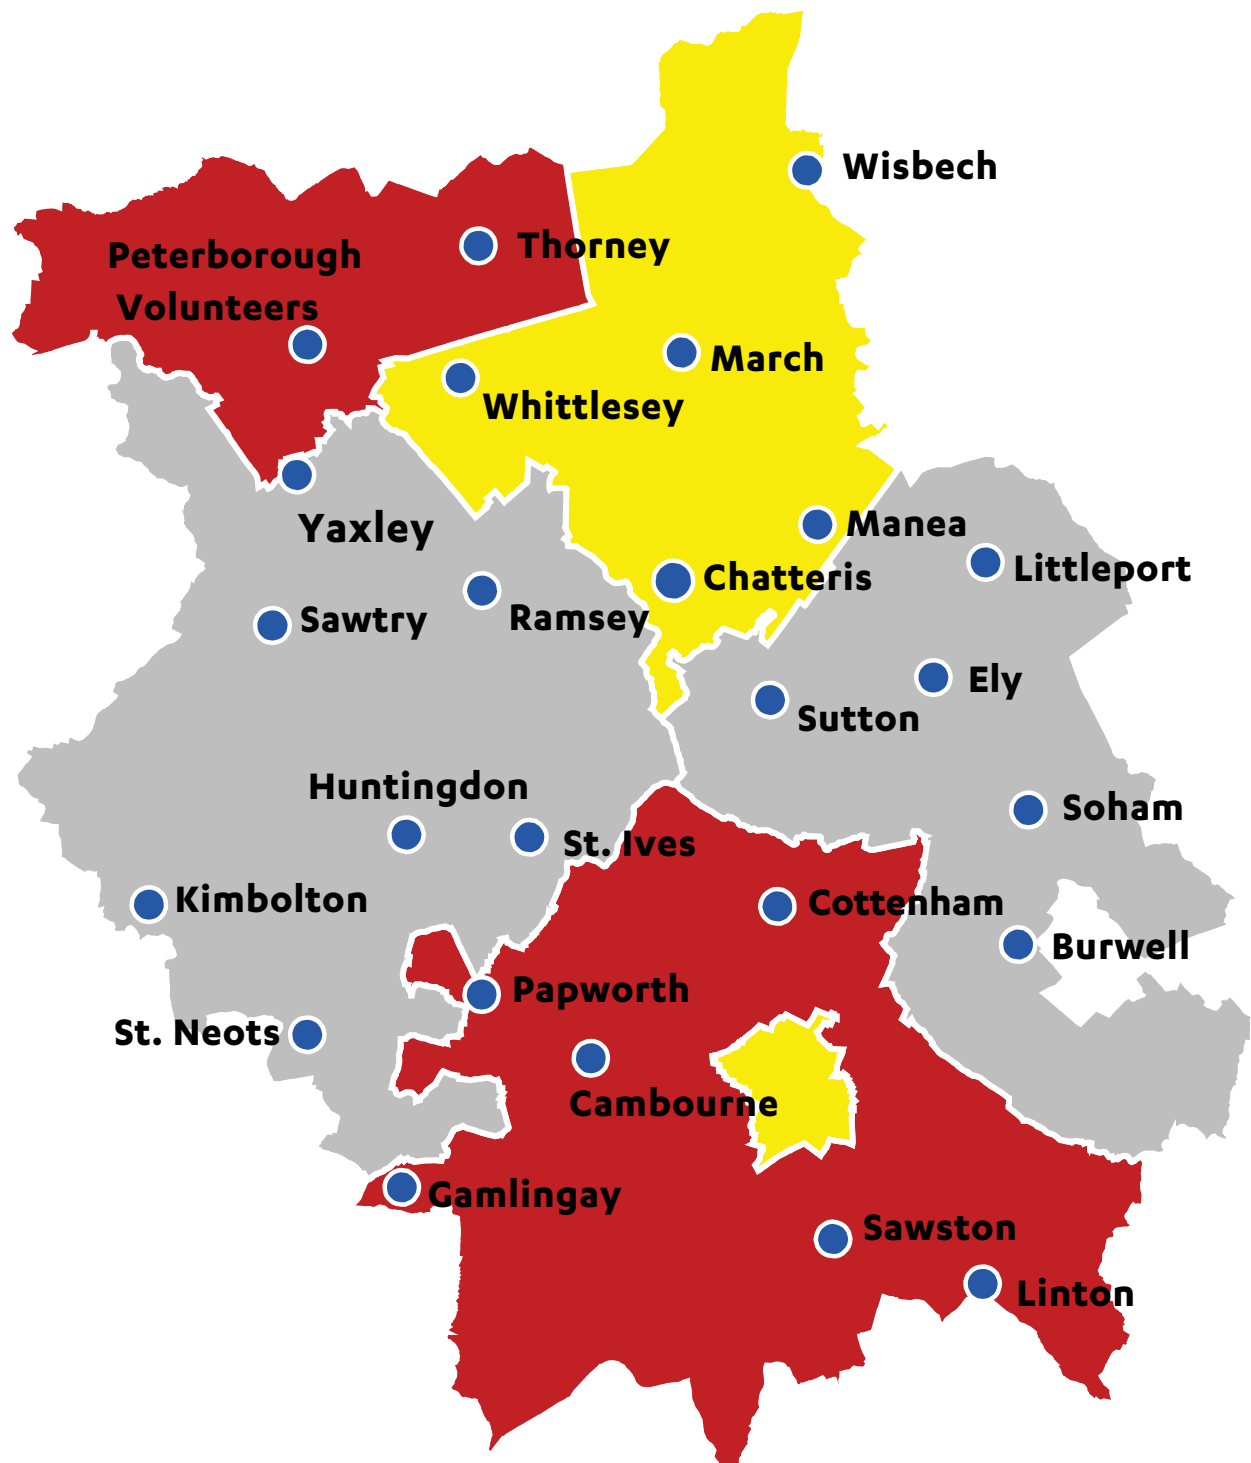 Wisbech
Thorney
Peterborough
Volunteers
March
Whittlesey
Yaxley
Manea
Littleport
Chatteris
Sawtry
Ramsey
Ely
Sutton
Huntingdon
Soham
St. Ives
Kimbolton
Cottenham
Burwell
Papworth
St. Neots
Cambourne
Gamlingay
Sawston
Linton